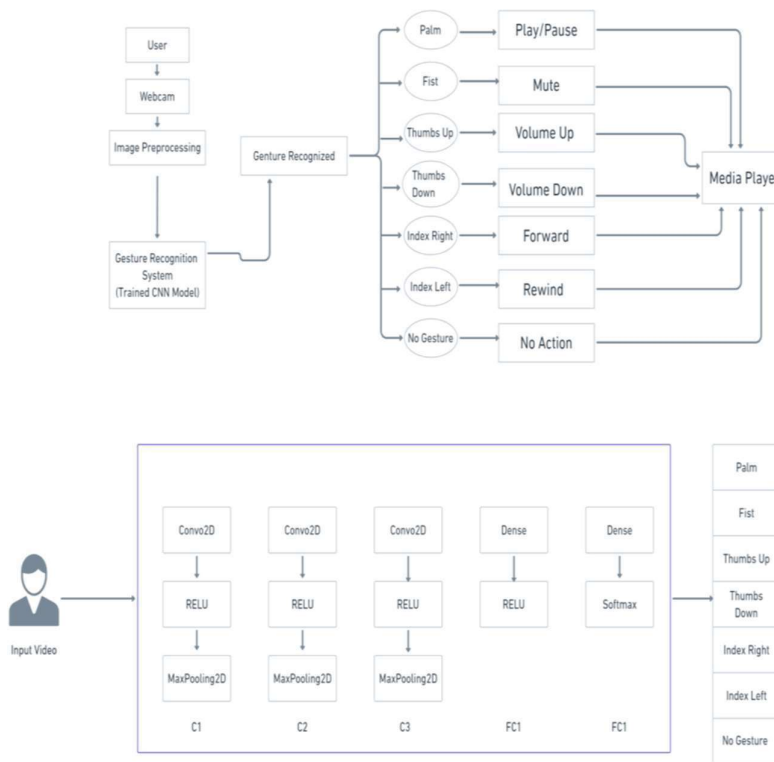 User
Webcam
Image Preprocessing
Gesture Recognition
System
(Trained CNN Model)
Genture Recognized
Palm
Play/Pause
Fist
Mute
Thumbs Up
Volume Up
Thumbs
Down
Volume Down
Index Right
Forward
Index Left
Rewind
No Gesture
No Action
Media Playe
Input Video
Convo2D
Convo2D
Convo2D
Dense
Dense
RELU
RELU
RELU
RELU
Softmax
MaxPooling2D
MaxPooling2D
MaxPooling2D
C1
C2
C3
FC1
FC1
Palm
Fist
Thumbs Up
Thumbs
Down
Index Right
Index Left
No Gesture